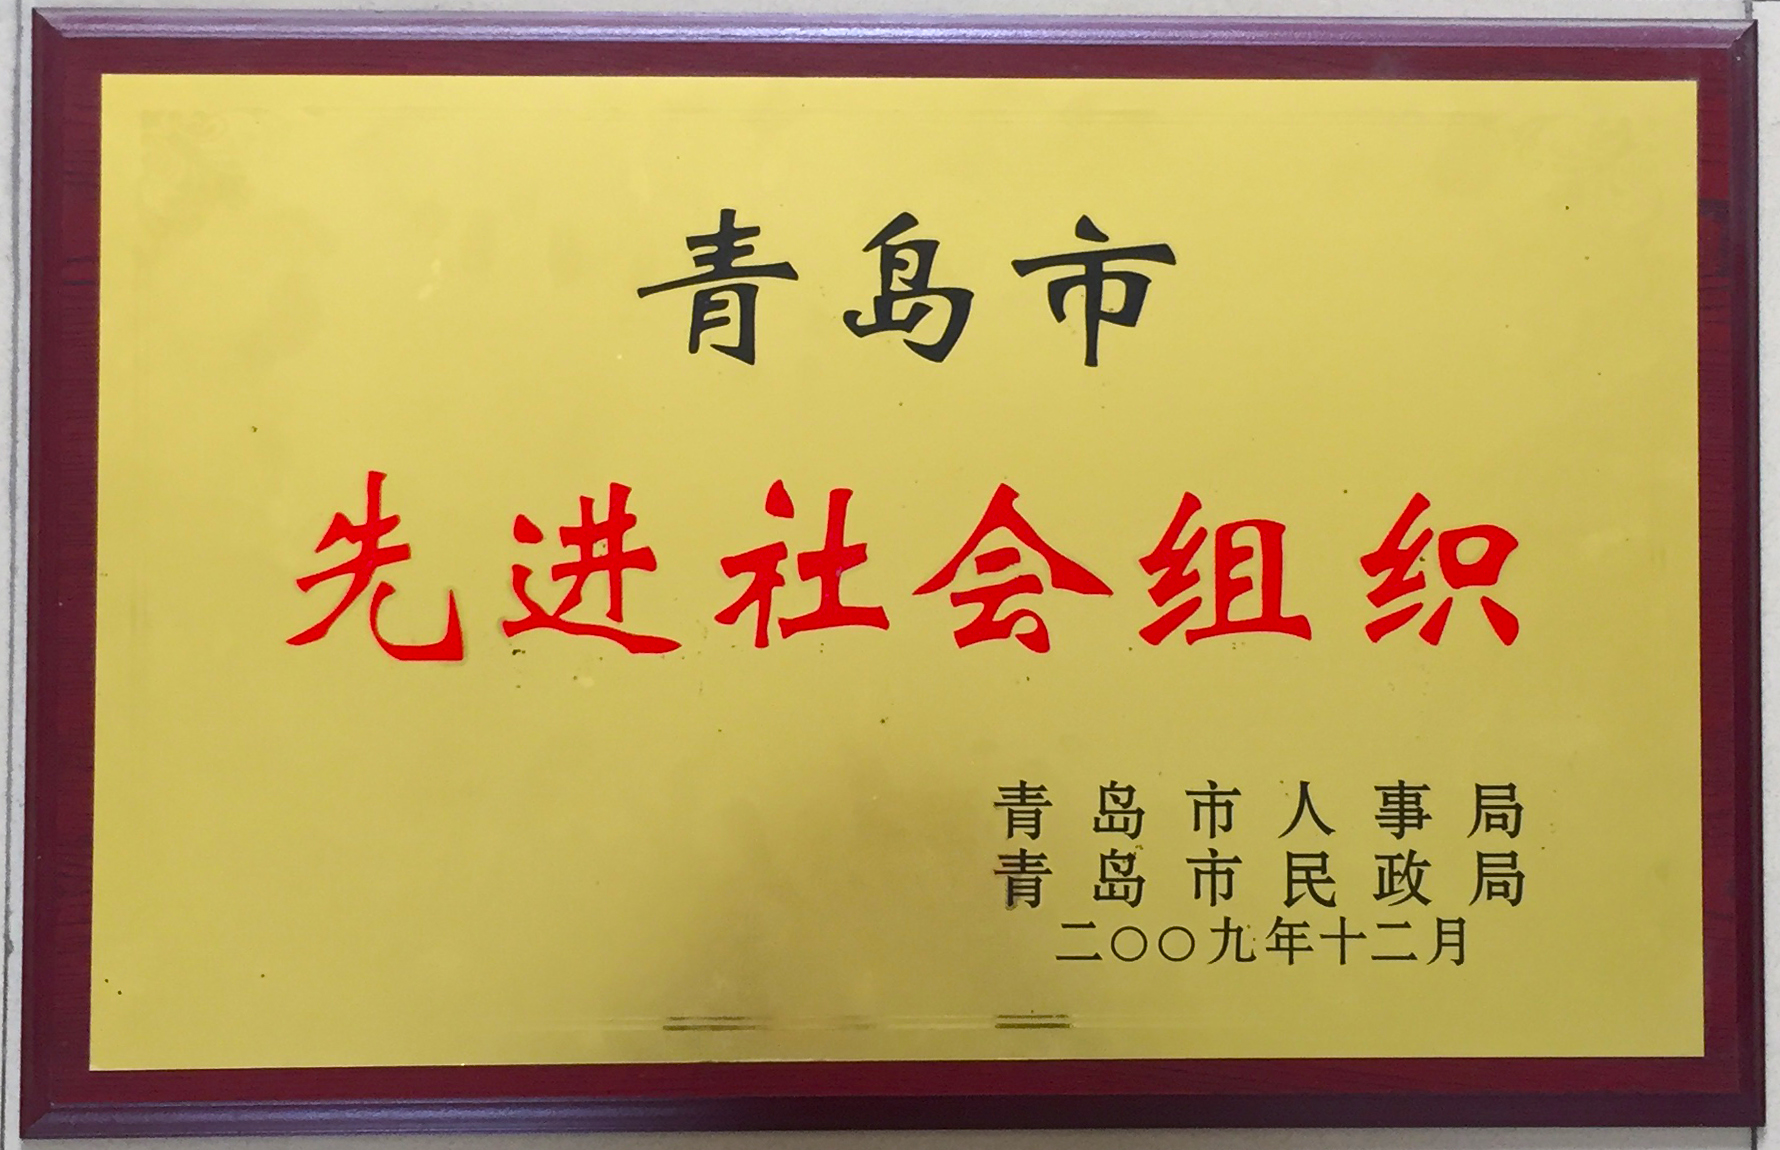 青岛市
先进社会组织
青岛市人事局
青岛市民政局
二〇〇九年十二月